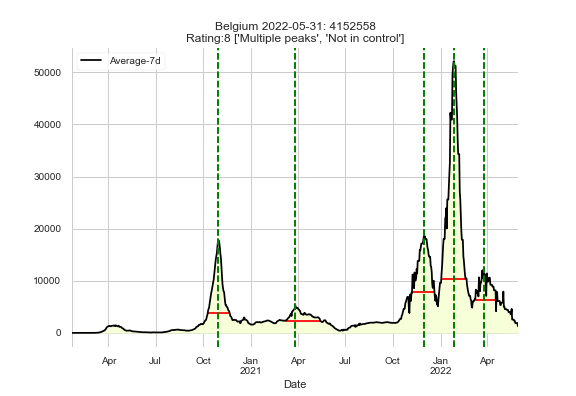 Belgium 2022-05-31: 4152558
Rating:8 ['Multiple peaks', 'Not in control']
Average-7d
50000
40000
30000
20000
10000
0
Apr Jul Oct Jan Apr Jul Oct Jan Apr
2021 2022
Date